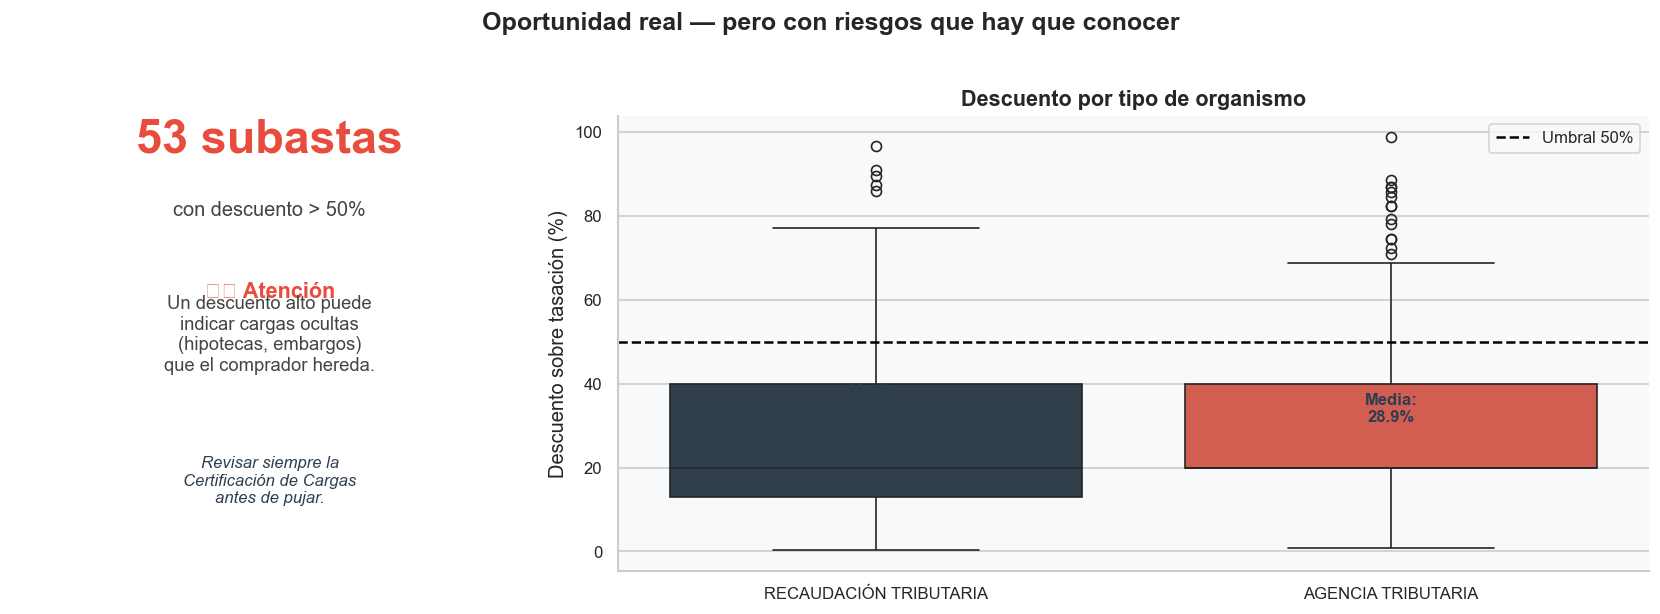 Oportunidad real — pero con riesgos que hay que conocer
53 subastas
con descuento > 50%
Atención
Un descuento alto puede
indicar cargas ocultas
(hipotecas, embargos)
que el comprador hereda.
Revisar siempre la
Certificación de Cargas
antes de pujar.
Descuento por tipo de organismo
Umbral 50%
Descuento sobre tasación (%)
100
80
60
40
20
0
Media:
28.9%
RECAUDACIÓN TRIBUTARIA
AGENCIA TRIBUTARIA